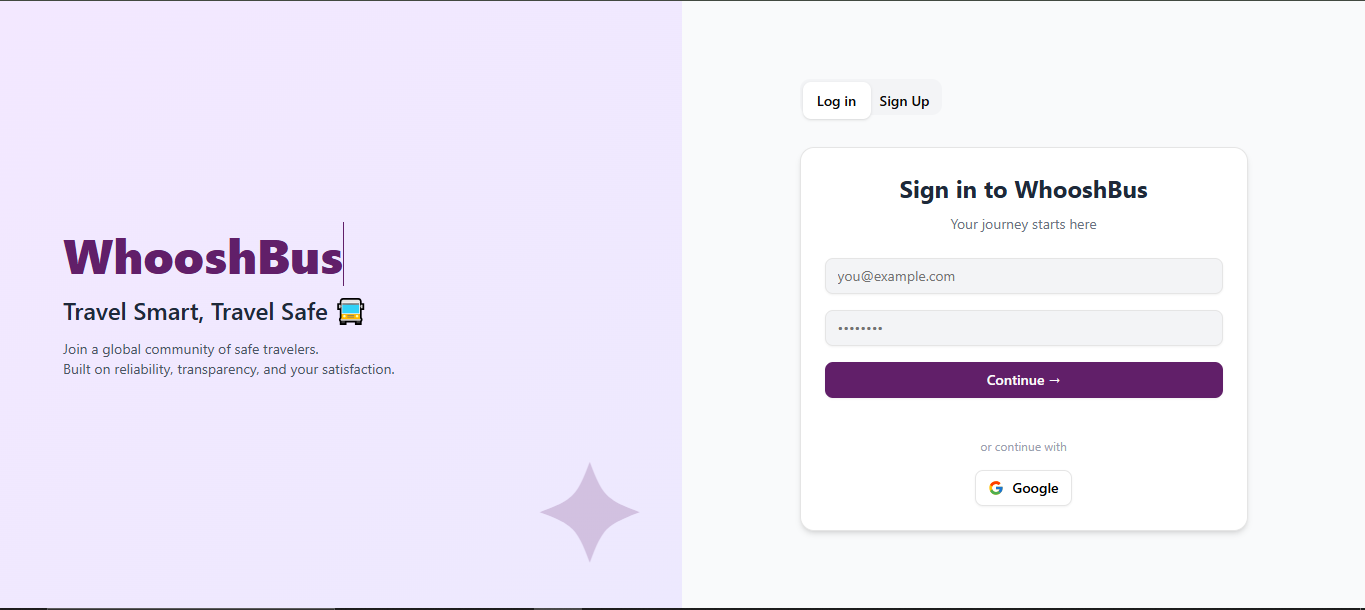 WhooshBus
Travel Smart, Travel Safe 🚍
Join a global community of safe travelers.
Built on reliability, transparency, and your satisfaction.
Log in
Sign Up
Sign in to WhooshBus
Your journey starts here
you@example.com
••••••••
Continue →
or continue with
Google